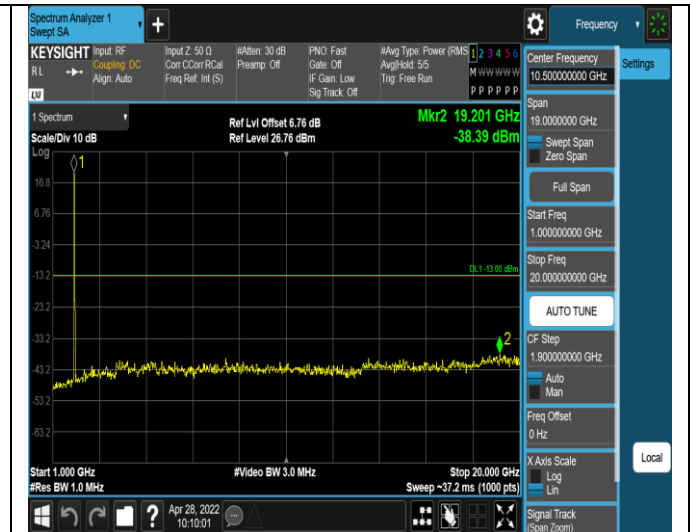 Spectrum Analyzer 1
Swept SA
Frequency
KEYSIGHT
RL
LXI
Input: RF
Coupling: DC
Align: Auto
Input Z: 50 Ω
Corr CCorr RCal
Freq Ref: Int (S)
#Atten: 30 dB
Preamp: Off
PNO: Fast
Gate: Off
IF Gain: Low
Sig Track: Off
#Avg Type: Power (RMS
Avg|Hold: 5/5
Trig: Free Run
1 2 3 4 5 6
M W W W W W
P P P P P P
1 Spectrum
Scale/Div 10 dB
Log
Ref Lvl Offset 6.76 dB
Ref Level 26.76 dBm
Mkr2 19.201 GHz
-38.39 dBm
1
16.8
6.76
-3.24
-13.2
DL1 -13.00 dBm
-23.2
-33.2
2
-43.2
-53.2
-63.2
Start 1.000 GHz
#Res BW 1.0 MHz
#Video BW 3.0 MHz
Stop 20.000 GHz
Sweep ~37.2 ms (1000 pts)
Apr 28, 2022
10:10:01
Center Frequency
10.500000000 GHz
Settings
Span
19.0000000 GHz
Swept Span
Zero Span
Full Span
Start Freq
1.000000000 GHz
Stop Freq
20.000000000 GHz
AUTO TUNE
CF Step
1.900000000 GHz
Auto
Man
Freq Offset
0 Hz
X Axis Scale
Log
Lin
Local
Signal Track
(Span Zoom)